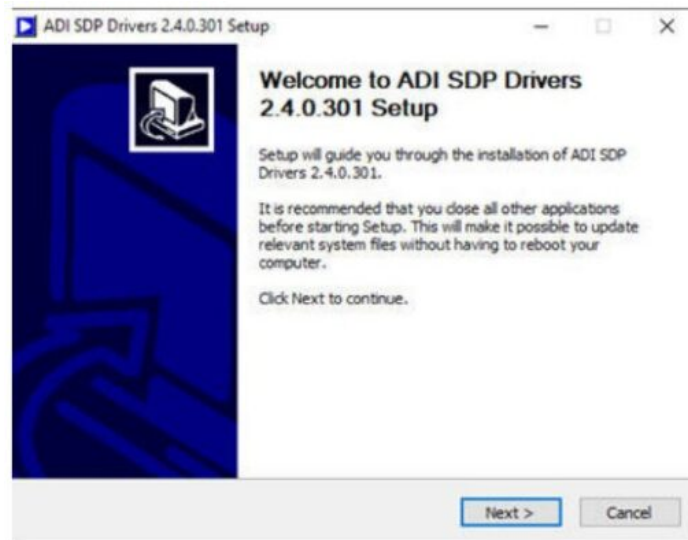 ADI SDP Drivers 2.4.0.301 Setup
Welcome to ADI SDP Drivers
2.4.0.301 Setup
Setup will guide you through the installation of ADI SDP
Drivers 2.4.0.301.
It is recommended that you close all other applications
before starting Setup. This will make it possible to update
relevant system files without having to reboot your
computer.
Click Next to continue.
Next >
Cancel